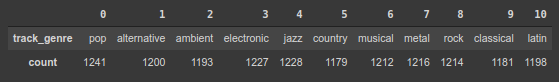 0 1 2 3 4 5 6 7 8 9 10
track_genre pop alternative ambient electronic jazz country musical metal rock classical latin
count 1241 1200 1193 1227 1228 1179 1212 1216 1214 1181 1198